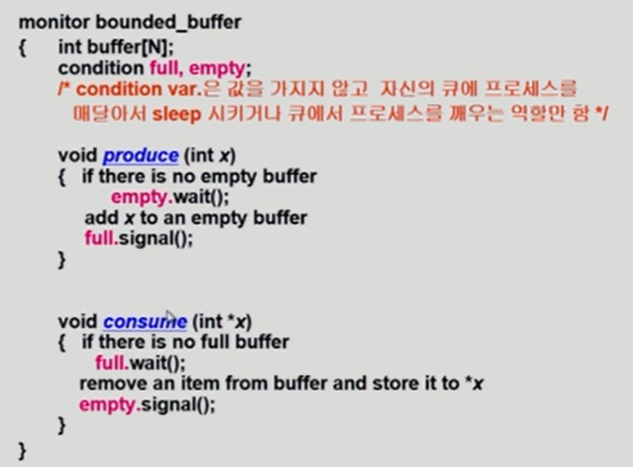 monitor bounded_buffer
{ int buffer[N];
condition full, empty;
/* condition var.은 값을 가지지 않고 자신의 큐에 프로세스를
매달아서 sleep 시키거나 큐에서 프로세스를 깨우는 역할만 함 */
void produce (int x)
{ if there is no empty buffer
empty.wait();
add x to an empty buffer
full.signal();
}
void consume (int *x)
{ if there is no full buffer
full.wait();
remove an item from buffer and store it to *x
empty.signal();
}
}